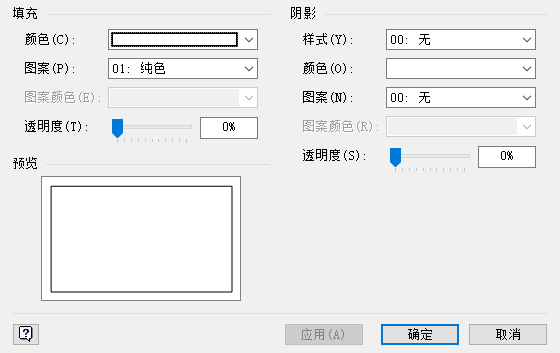 填充
颜色(C):
图案(P):
01: 纯色
图案颜色(E):
透明度(T):
0%
预览
阴影
样式(Y):
00: 无
颜色(O):
图案(N):
00: 无
图案颜色(R):
透明度(S):
0%
?
应用(A)
确定
取消